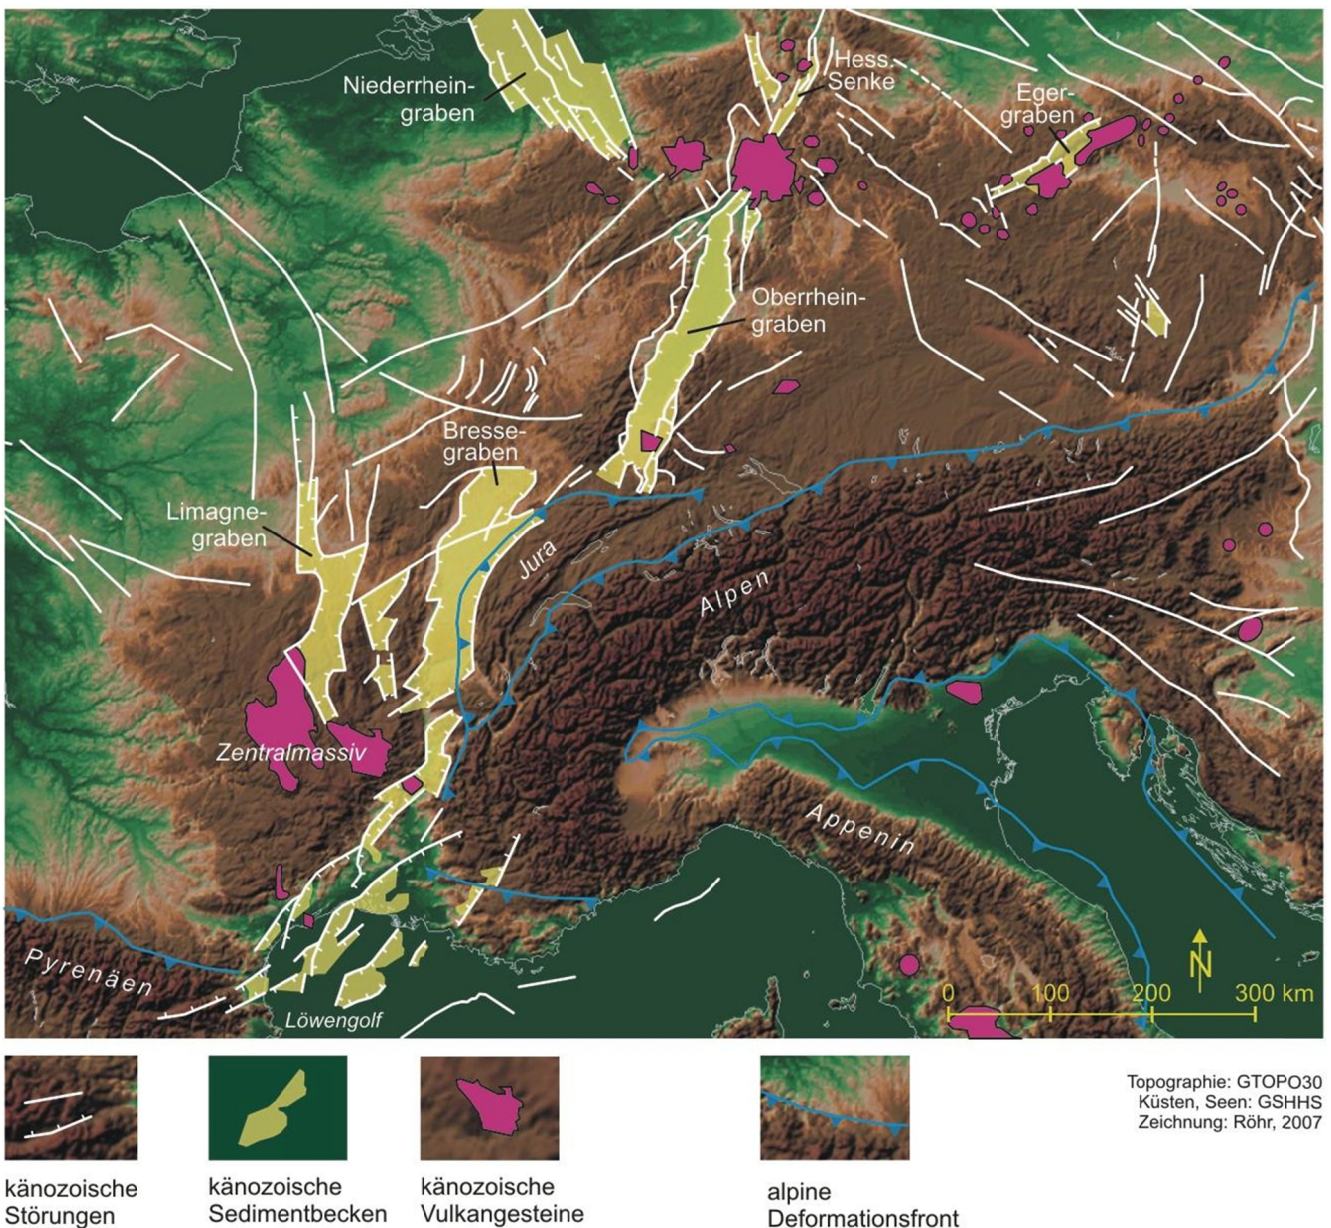 Niederrhein-
graben
Hess.
Senke
Eger-
graben
Oberrhein-
graben
Bresse-
graben
Limagne-
graben
Jura
Alpen
Zentralmassiv
Appenin
Pyrenäen
Löwengolf
N
0 100 200 300 km
känozoische
Störungen
känozoische
Sedimentbecken
känozoische
Vulkangesteine
alpine
Deformationsfront
Topographie: GTOPO30
Küsten, Seen: GSHHS
Zeichnung: Röhr, 2007